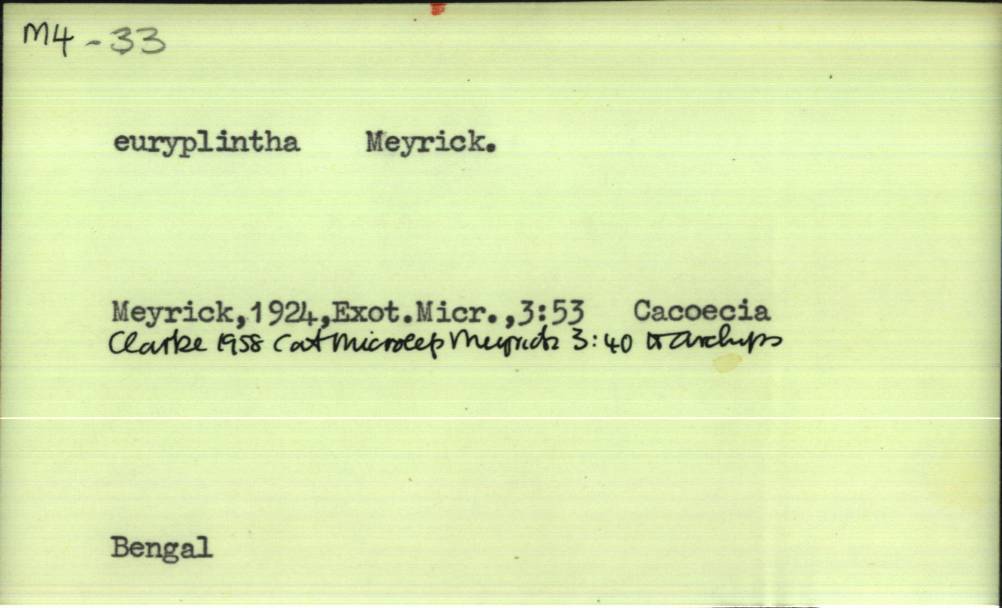 M4-33
euryplintha Meyrick.
Meyrick,1924,Exot.Micr.,3:53 Cacoecia
Clarke 1958 Cat Microlep Meyrick 3:40 to Archips
Bengal